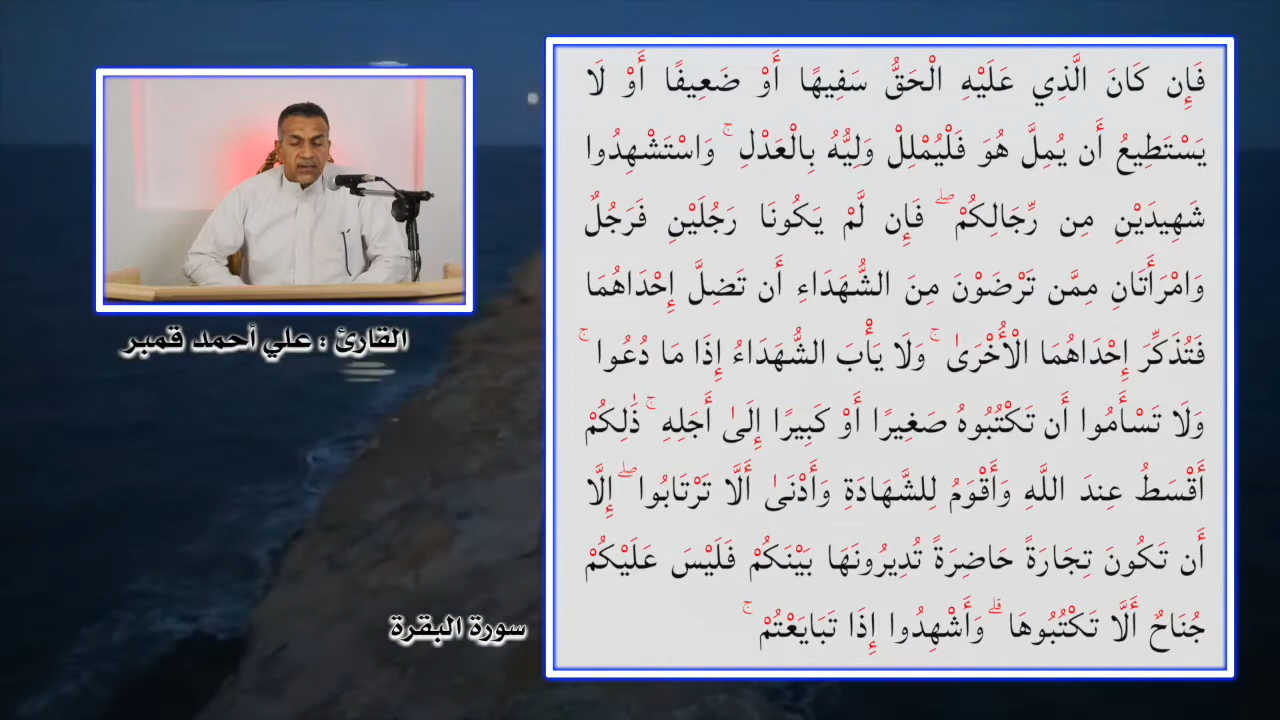 فَإِن كَانَ الَّذِي عَلَيْهِ الْحَقُّ سَفِيهًا أَوْ ضَعِيفًا أَوْ لَا
يَسْتَطِيعُ أَن يُمِلَّ هُوَ فَلْيُمْلِلْ وَلِيُّهُ بِالْعَدْلِ ۚ وَاسْتَشْهِدُوا
شَهِيدَيْنِ مِن رِّجَالِكُمْ ۖ فَإِن لَّمْ يَكُونَا رَجُلَيْنِ فَرَجُلٌ
وَامْرَأَتَانِ مِمَّن تَرْضَوْنَ مِنَ الشُّهَدَاءِ أَن تَضِلَّ إِحْدَاهُمَا
فَتُذَكِّرَ إِحْدَاهُمَا الْأُخْرَىٰ ۚ وَلَا يَأْبَ الشُّهَدَاءُ إِذَا مَا دُعُوا ۚ
وَلَا تَسْأَمُوا أَن تَكْتُبُوهُ صَغِيرًا أَوْ كَبِيرًا إِلَىٰ أَجَلِهِ ۚ ذَٰلِكُمْ
أَقْسَطُ عِندَ اللَّهِ وَأَقْوَمُ لِلشَّهَادَةِ وَأَدْنَىٰ أَلَّا تَرْتَابُوا ۖ إِلَّا
أَن تَكُونَ تِجَارَةً حَاضِرَةً تُدِيرُونَهَا بَيْنَكُمْ فَلَيْسَ عَلَيْكُمْ
جُنَاحٌ أَلَّا تَكْتُبُوهَا ۗ وَأَشْهِدُوا إِذَا تَبَايَعْتُمْ ۚ
القارئ : علي أحمد قمبر
سورة البقرة